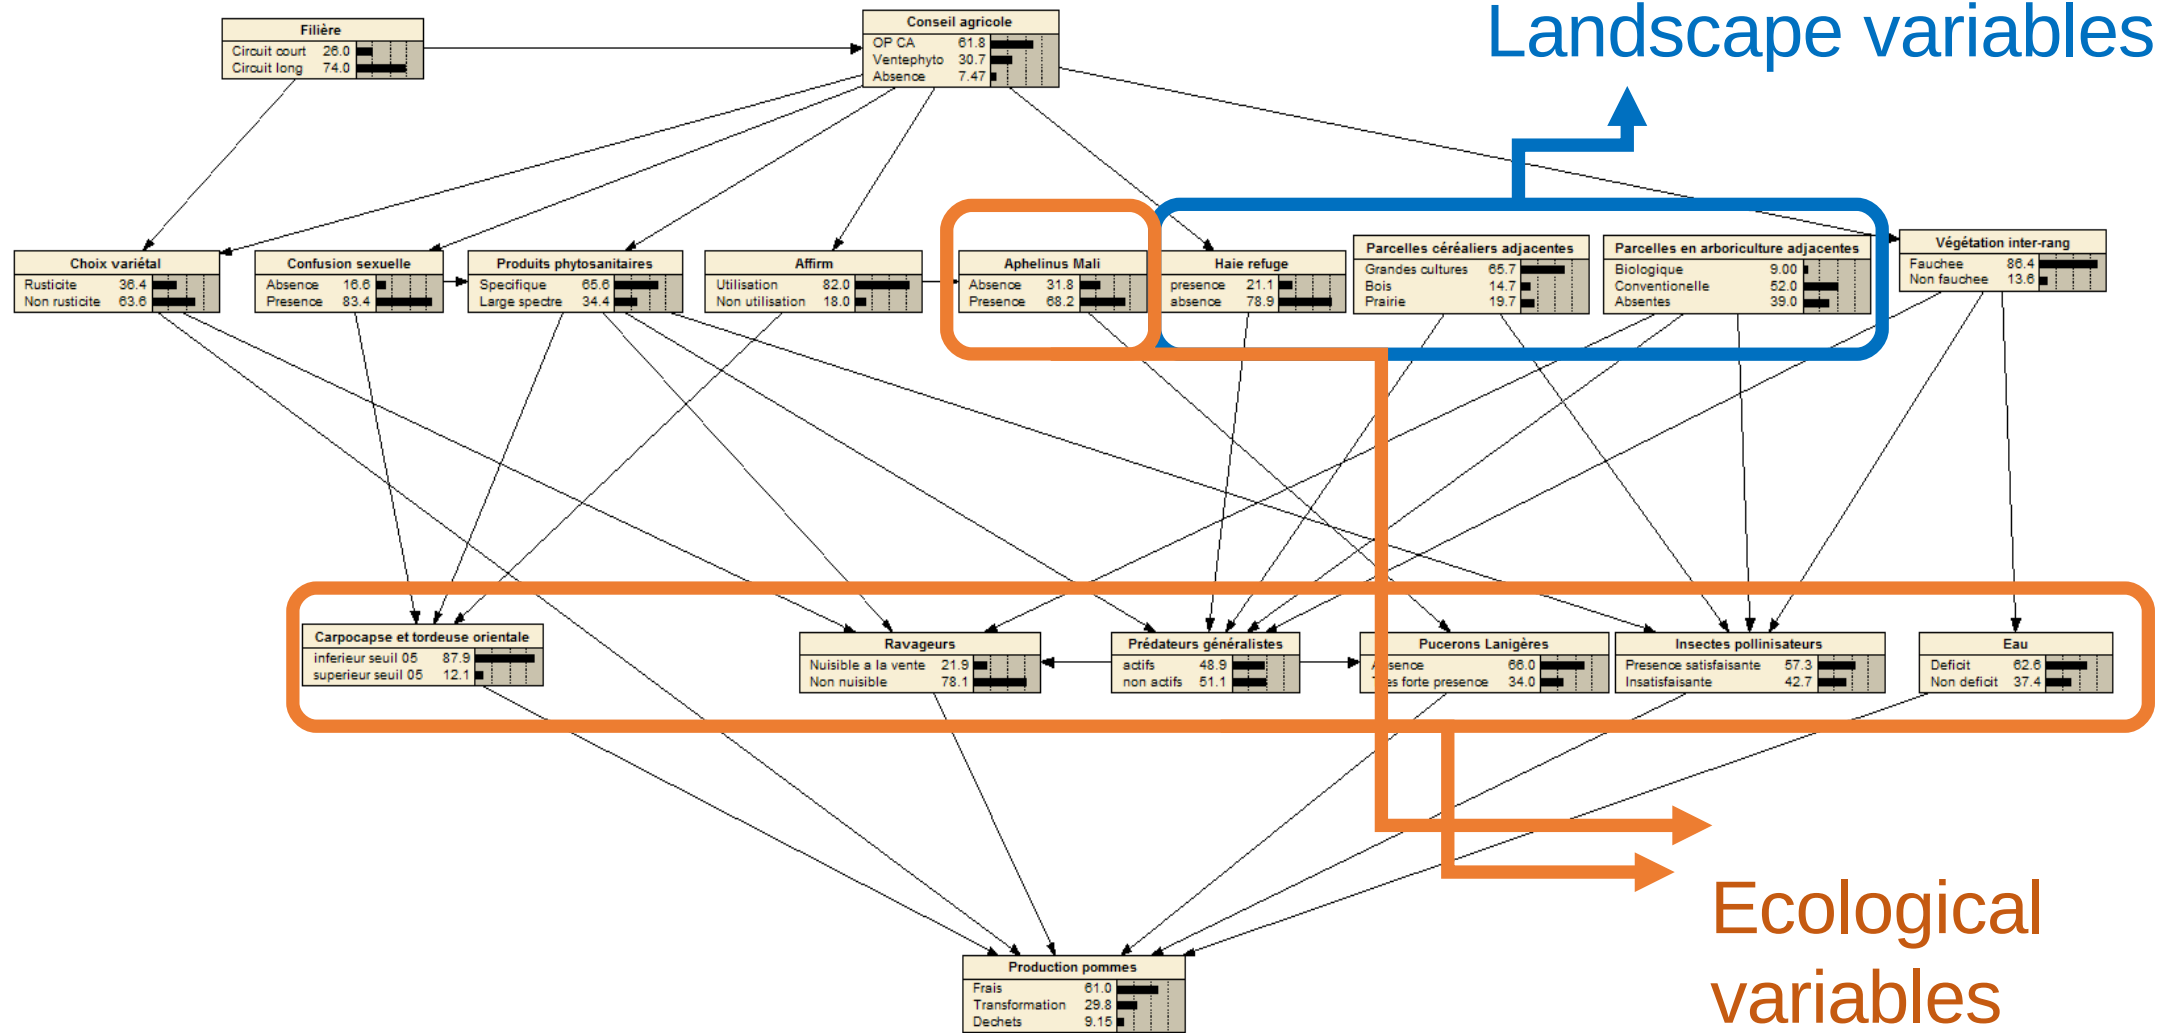 Landscape variables
Filière
Circuit court 26.0
Circuit long 74.0
Conseil agricole
OP CA 61.8
Ventephyto 30.7
Absence 7.47
Choix variétal
Rusticite 36.4
Non rusticite 63.6
Confusion sexuelle
Absence 16.6
Presence 83.4
Produits phytosanitaires
Specifique 65.6
Large spectre 34.4
Affirm
Utilisation 82.0
Non utilisation 18.0
Aphelinus Mali
Absence 31.8
Presence 68.2
Haie refuge
presence 21.1
absence 78.9
Parcelles céréaliers adjacentes
Grandes cultures 65.7
Bois 14.7
Prairie 19.7
Parcelles en arboriculture adjacentes
Biologique 9.00
Conventionelle 52.0
Absentes 39.0
Végétation inter-rang
Fauchee 86.4
Non fauchee 13.6
Carpocapse et tordeuse orientale
inferieur seuil 05 87.9
superieur seuil 05 12.1
Ravageurs
Nuisible a la vente 21.9
Non nuisible 78.1
Prédateurs généralistes
actifs 48.9
non actifs 51.1
Pucerons Lanigères
sence 66.0
es forte presence 34.0
Insectes pollinisateurs
Presence satisfaisante 57.3
Insatisfaisante 42.7
Eau
Deficit 62.6
Non deficit 37.4
Production pommes
Frais 61.0
Transformation 29.8
Dechets 9.15
Ecological
variables